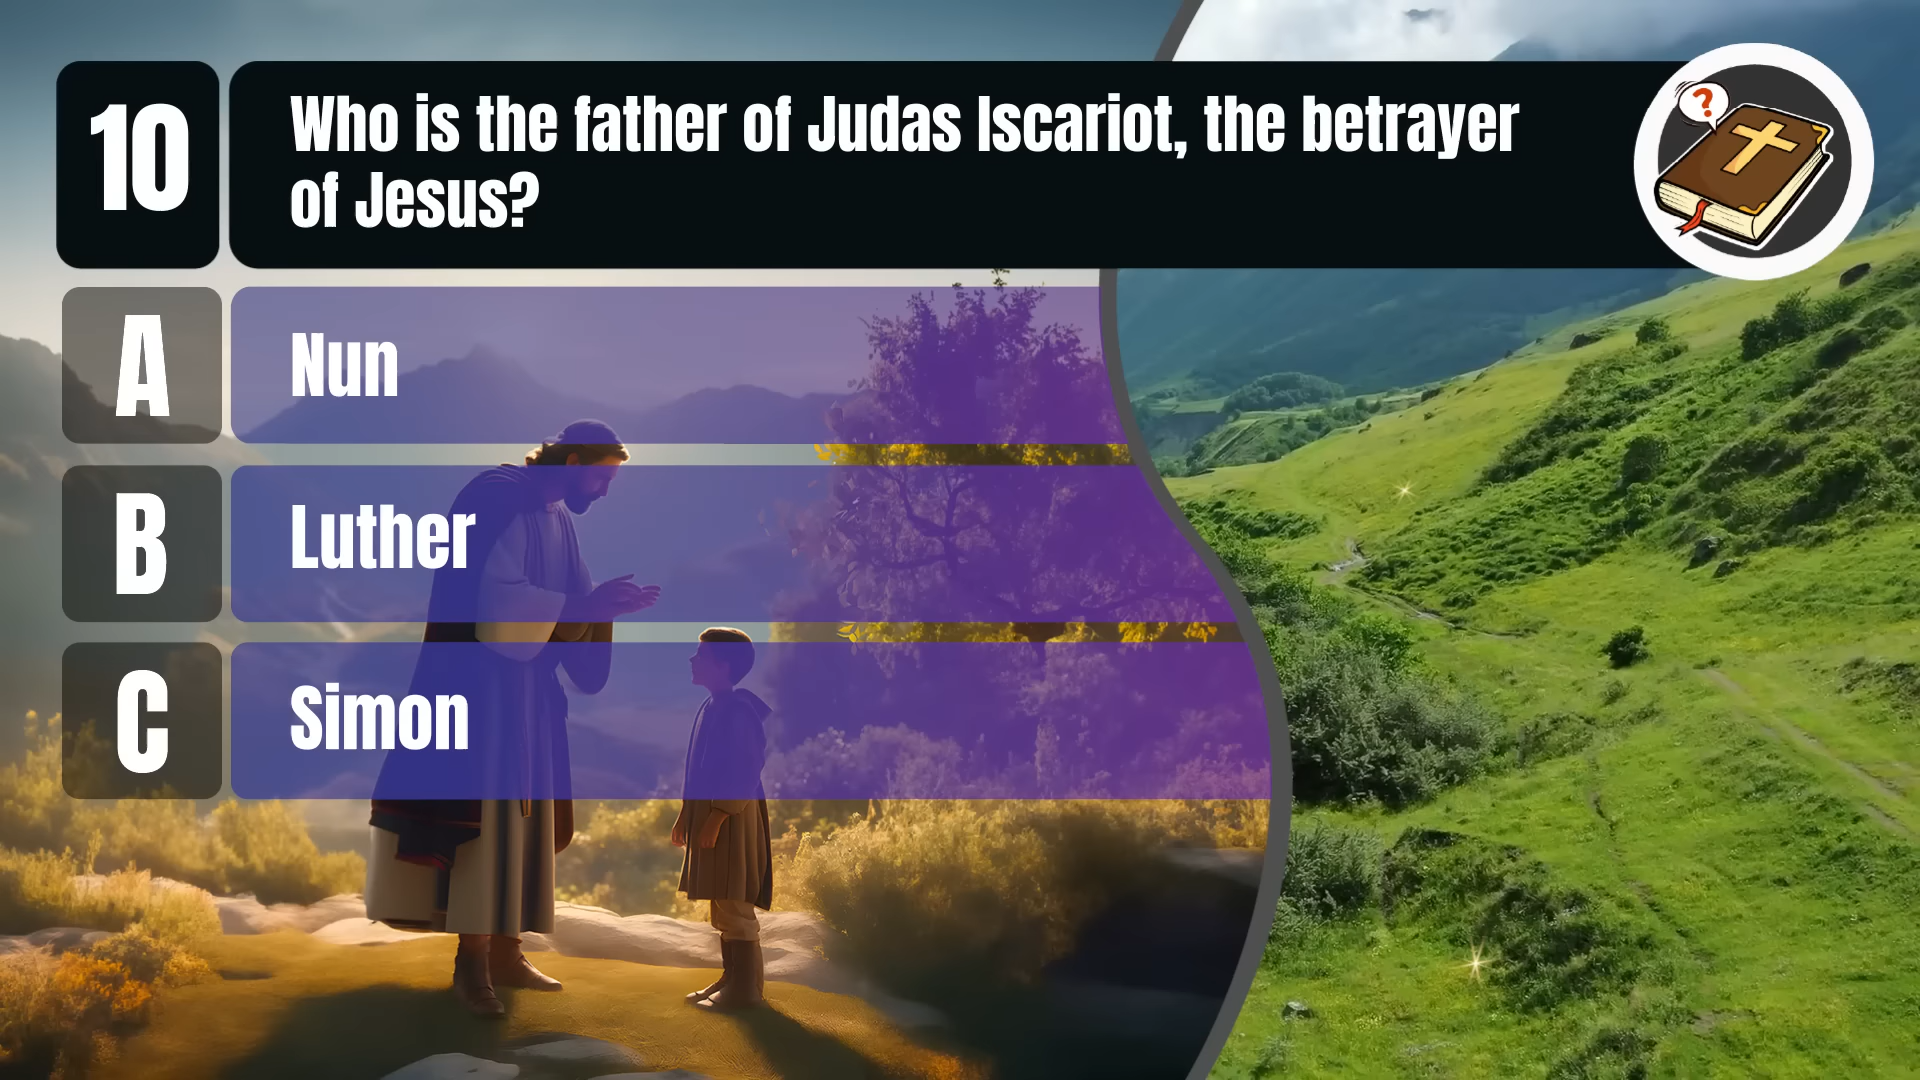 10
Who is the father of Judas Iscariot, the betrayer
of Jesus?
?
A
Nun
B
Luther
C
Simon